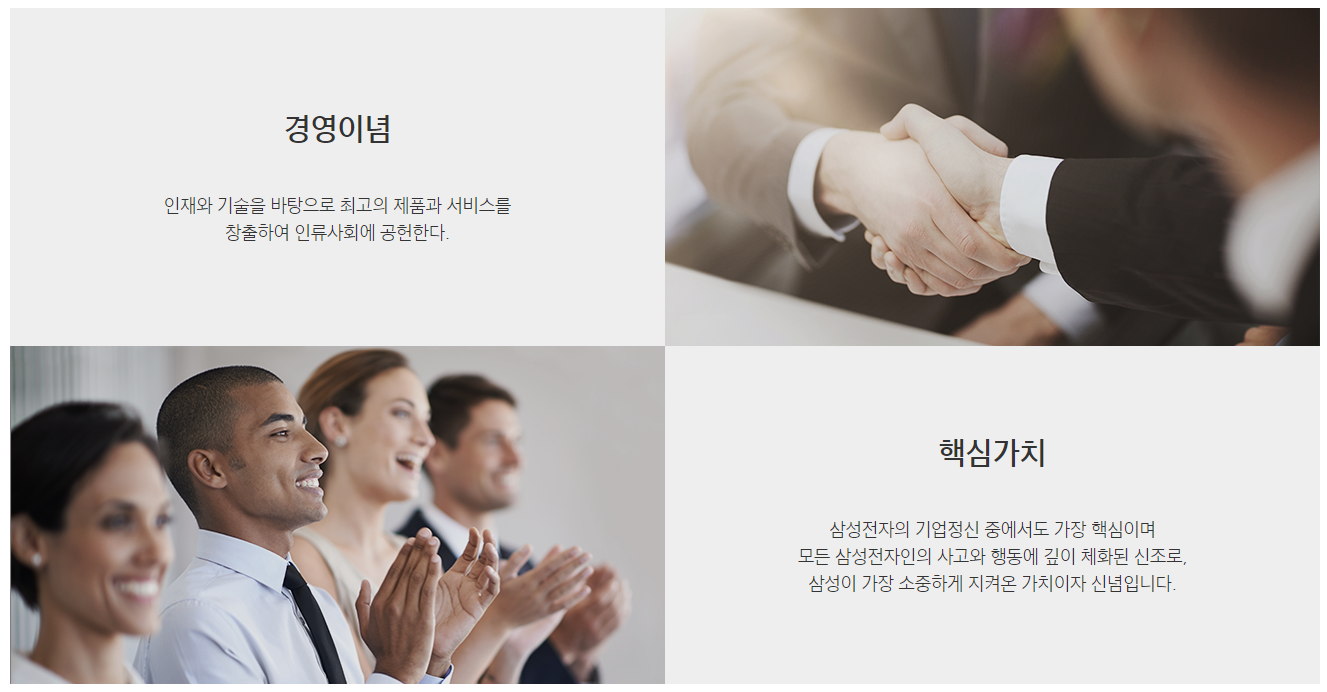 경영이념
인재와 기술을 바탕으로 최고의 제품과 서비스를
창출하여 인류사회에 공헌한다.
핵심가치
삼성전자의 기업정신 중에서도 가장 핵심이며
모든 삼성전자인의 사고와 행동에 깊이 체화된 신조로,
삼성이 가장 소중하게 지켜온 가치이자 신념입니다.